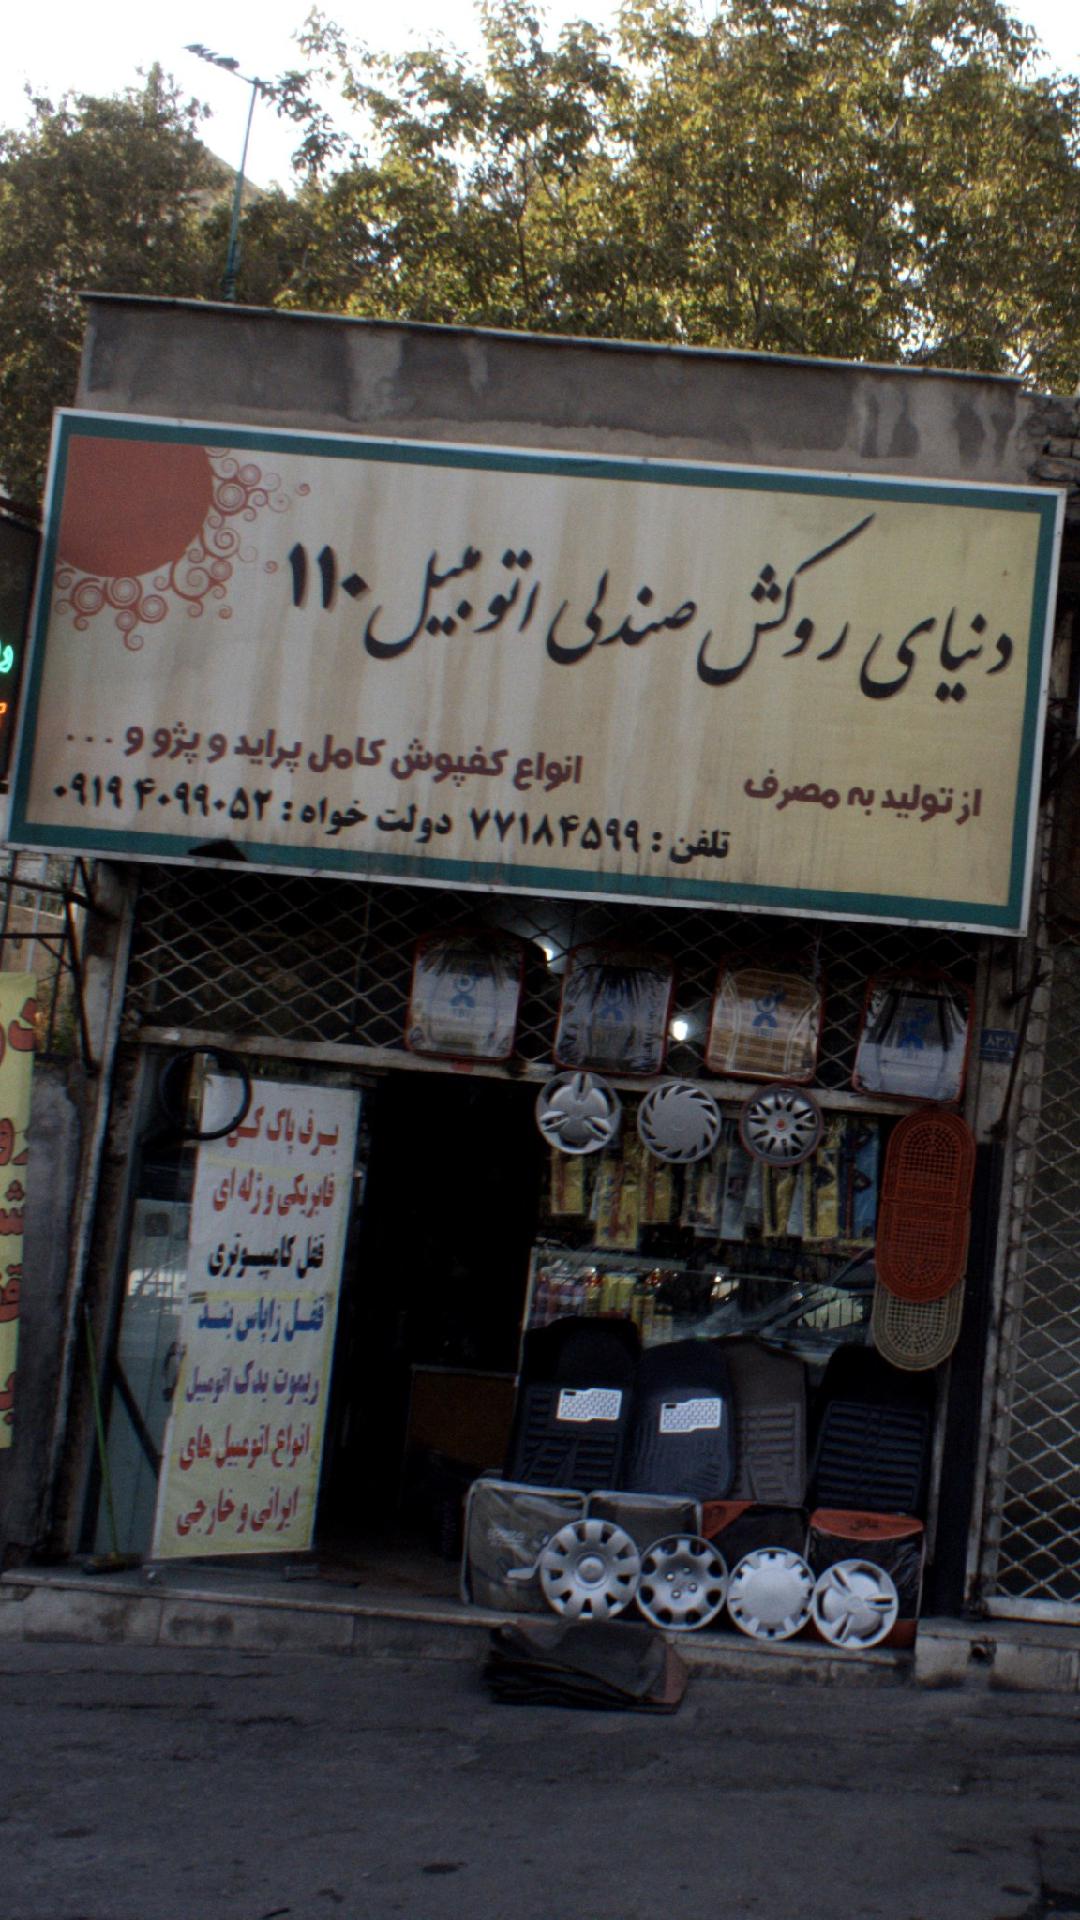 دنیای روکش صندلی اتومبیل ۱۱۰
از تولید به مصرف
انواع کفپوش کامل پراید و پژو و ...
تلفن : ۷۷۱۸۴۵۹۹ دولت خواه : ۰۹۱۹۴۰۹۹۰۵۲
برف پاک کن
فابریکی و ژله ای
قفل کامپیوتری
قفل زاپاس بند
ریموت یدک اتومبیل
انواع اتومبیل های
ایرانی و خارجی